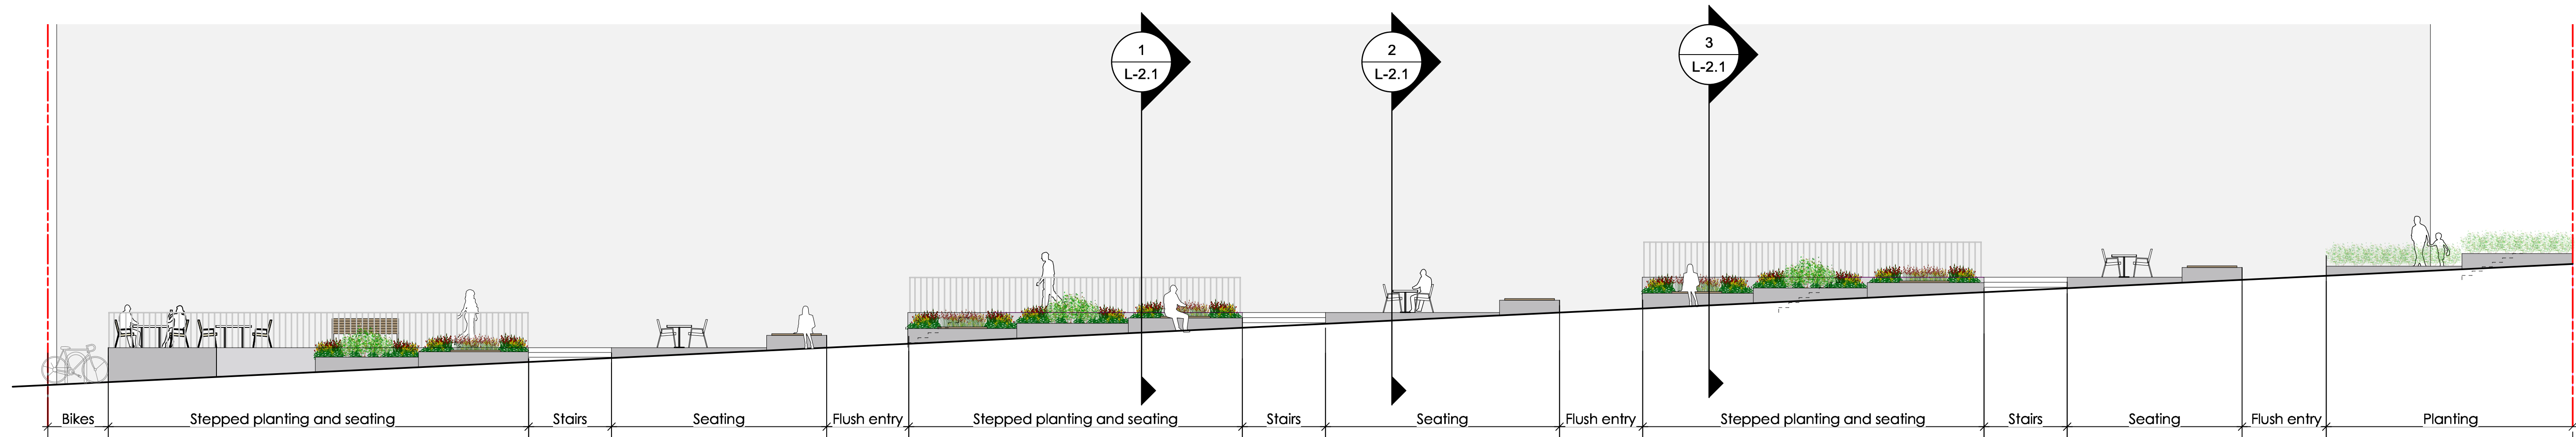 1
L-2.1
2
L-2.1
3
L-2.1
Bikes
Stepped planting and seating
Stairs
Seating
Flush entry
Stepped planting and seating
Stairs
Seating
Flush entry
Stepped planting and seating
Stairs
Seating
Flush entry
Planting